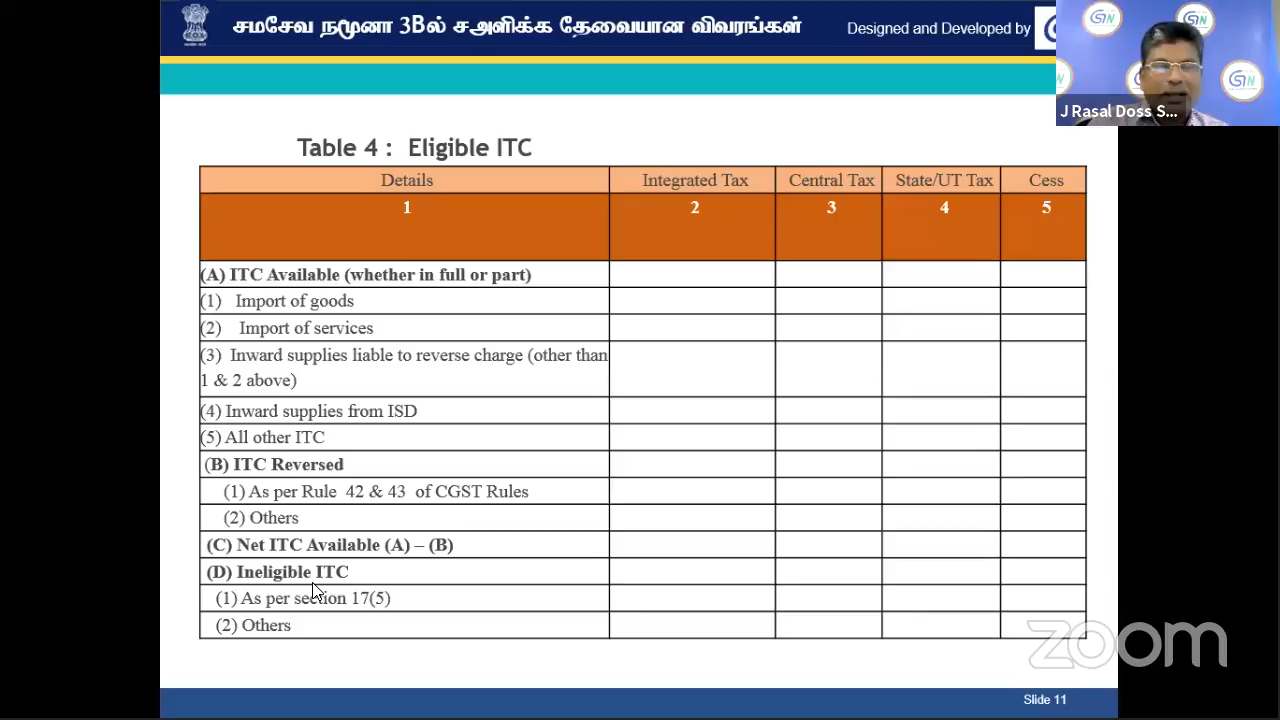 சமசேவ நமூனா 3Bல் சஅளிக்க தேவையான விவரங்கள்
Designed and Developed by
J Rasal Doss S...
Table 4 : Eligible ITC
Details Integrated Tax Central Tax State/UT Tax Cess
1 2 3 4 5
(A) ITC Available (whether in full or part)
(1) Import of goods
(2) Import of services
(3) Inward supplies liable to reverse charge (other than
1 & 2 above)
(4) Inward supplies from ISD
(5) All other ITC
(B) ITC Reversed
(1) As per Rule 42 & 43 of CGST Rules
(2) Others
(C) Net ITC Available (A) – (B)
(D) Ineligible ITC
(1) As per section 17(5)
(2) Others
zoom
Slide 11